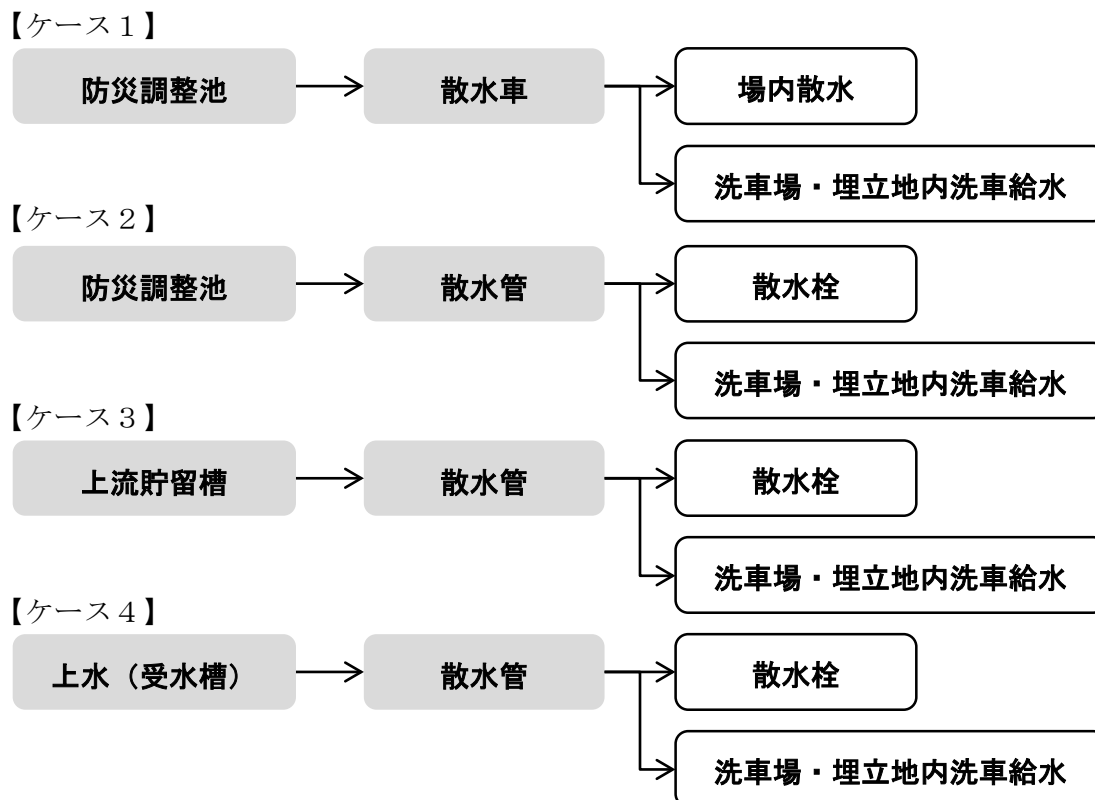 【ケース１】
防災調整池
散水車
場内散水
洗車場・埋立地内洗車給水
【ケース２】
防災調整池
散水管
散水栓
洗車場・埋立地内洗車給水
【ケース３】
上流貯留槽
散水管
散水栓
洗車場・埋立地内洗車給水
【ケース４】
上水（受水槽）
散水管
散水栓
洗車場・埋立地内洗車給水